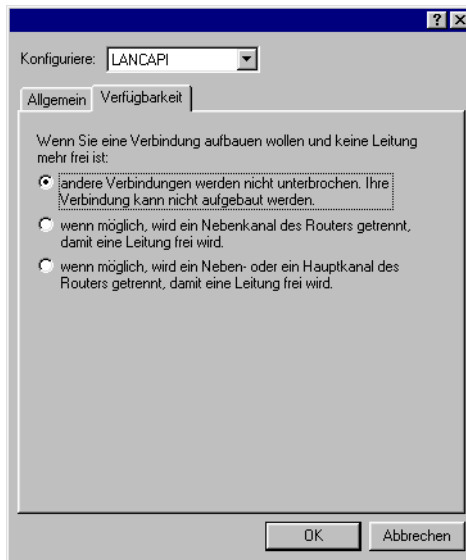 Konfiguriere: LANCAPI
Allgemein Verfügbarkeit
Wenn Sie eine Verbindung aufbauen wollen und keine Leitung
mehr frei ist:
andere Verbindungen werden nicht unterbrochen. Ihre
Verbindung kann nicht aufgebaut werden.
wenn möglich, wird ein Nebenkanal des Routers getrennt,
damit eine Leitung frei wird.
wenn möglich, wird ein Neben- oder ein Hauptkanal des
Routers getrennt, damit eine Leitung frei wird.
OK Abbrechen